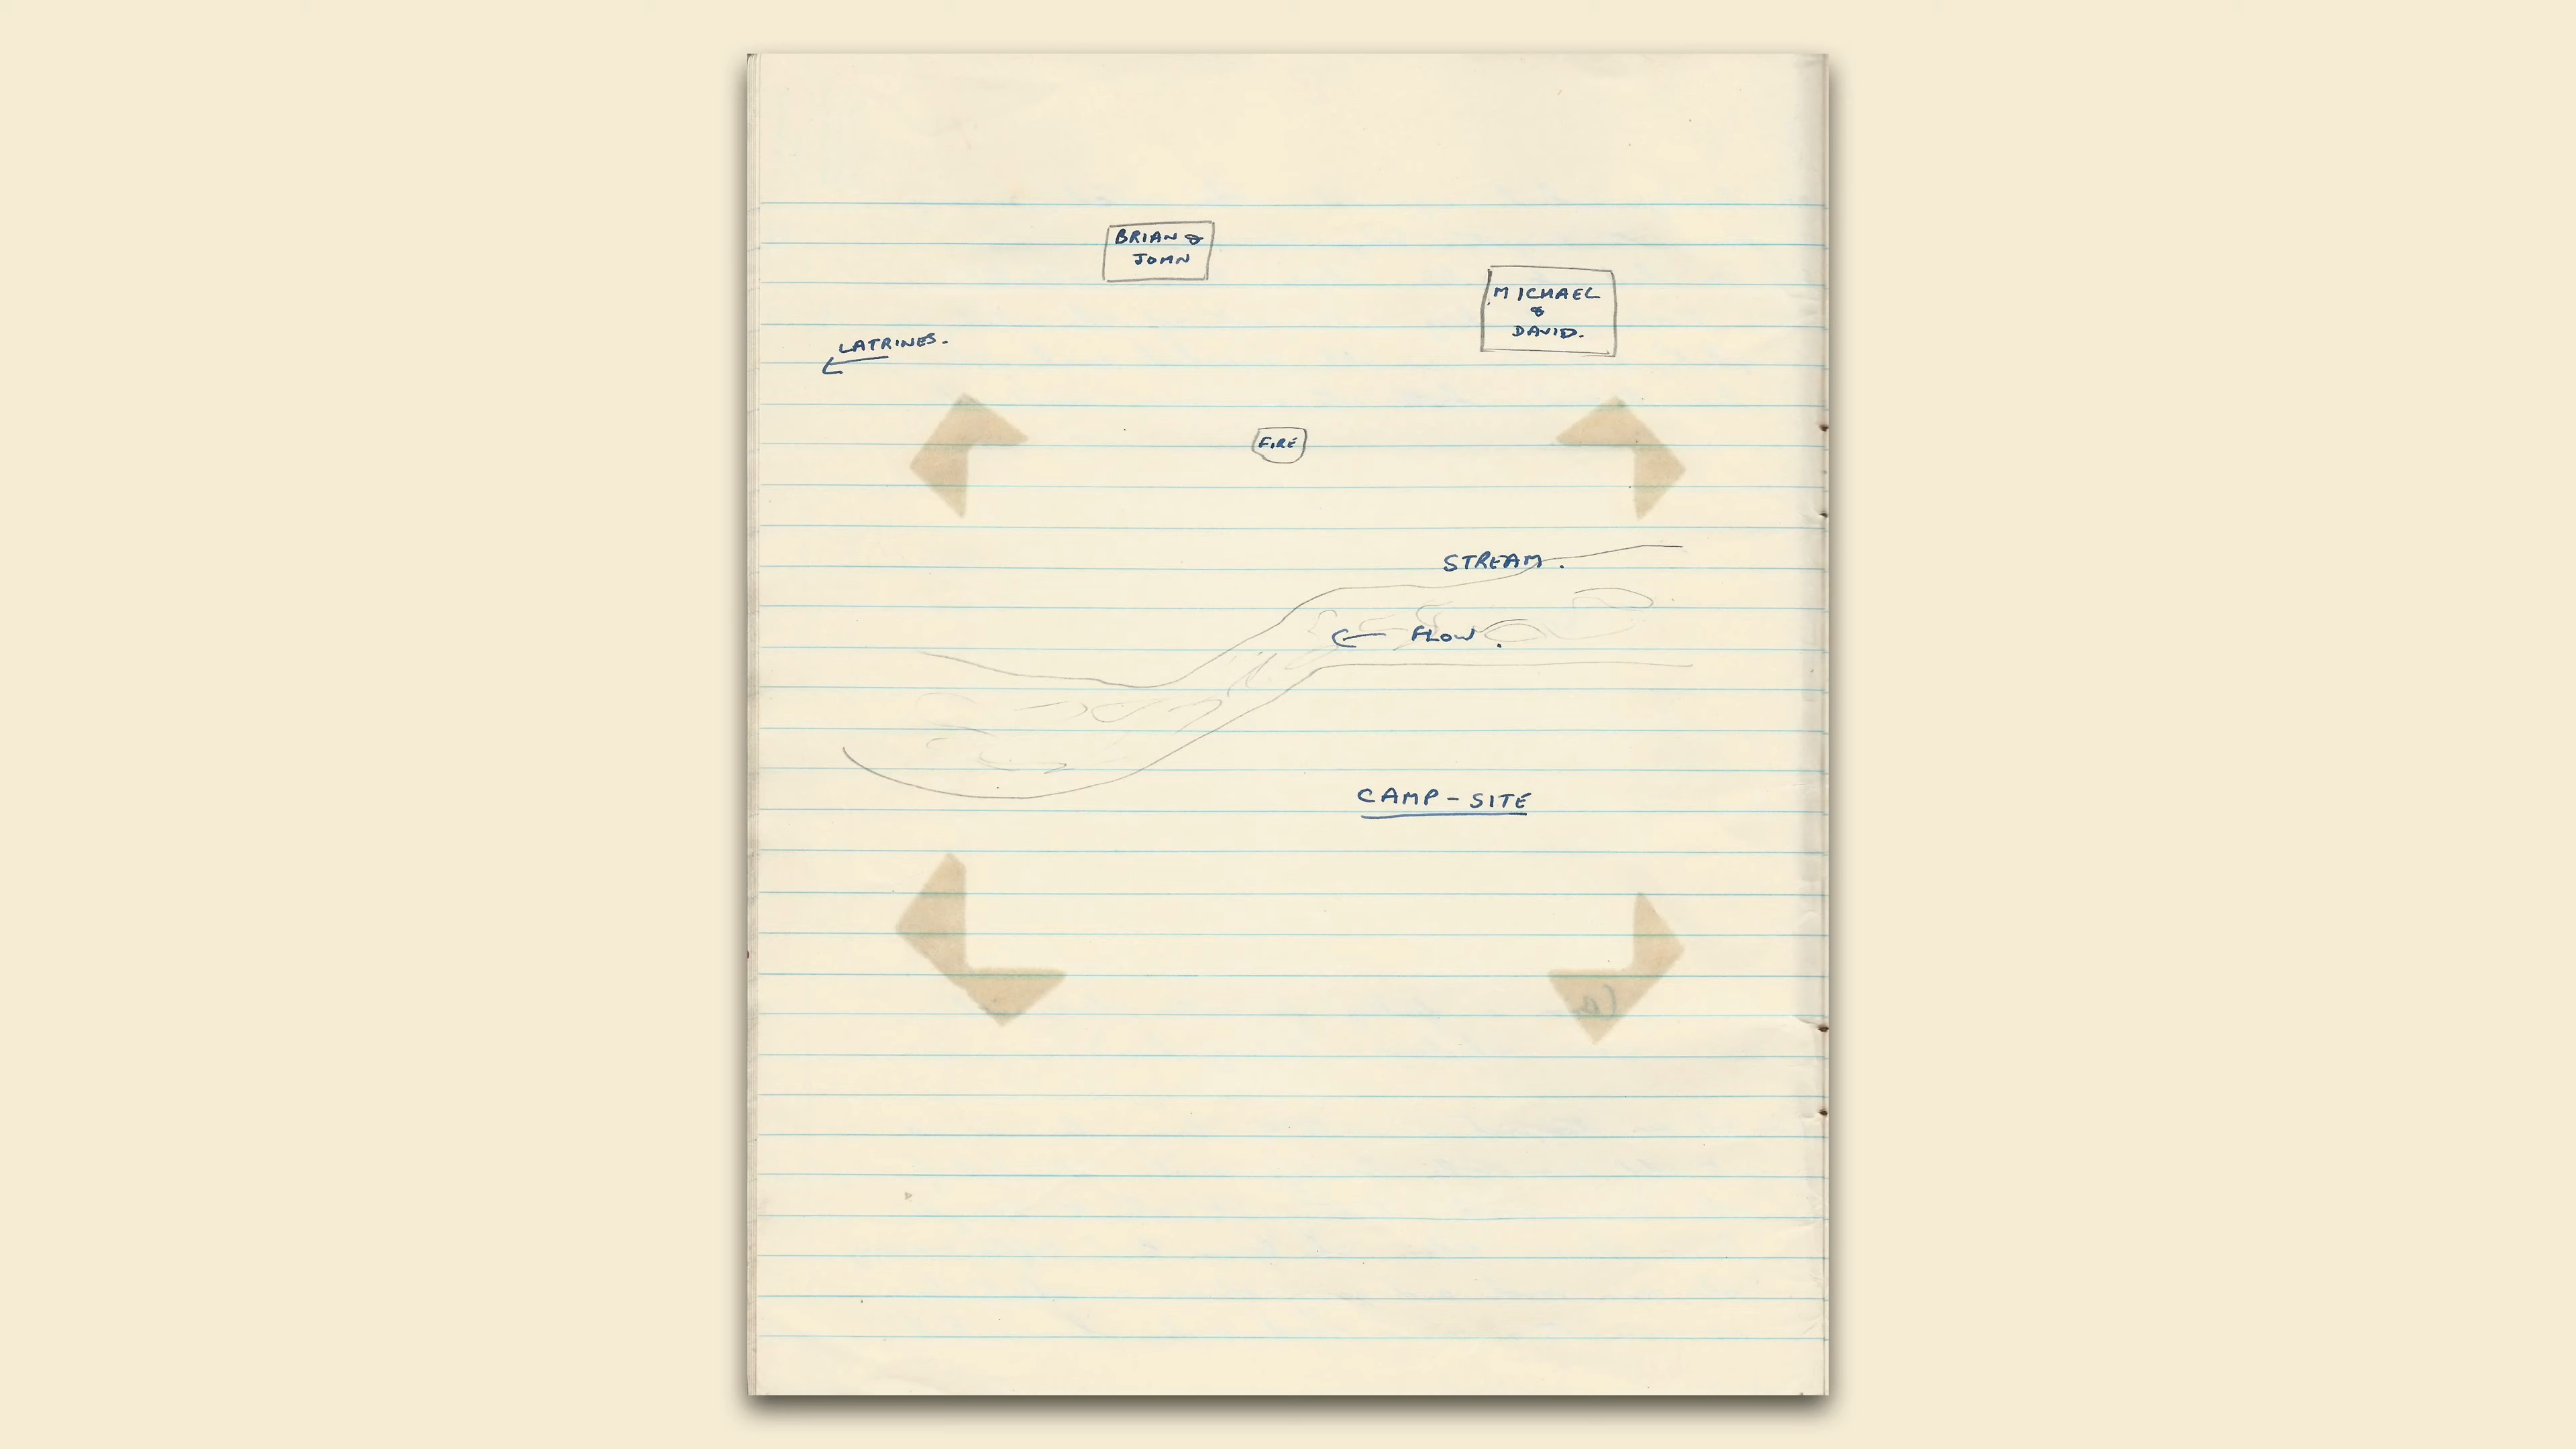 BRIAN &
JOHN
MICHAEL
&
DAVID.
LATRINES.
FIRE
STREAM.
FLOW.
CAMP-SITE